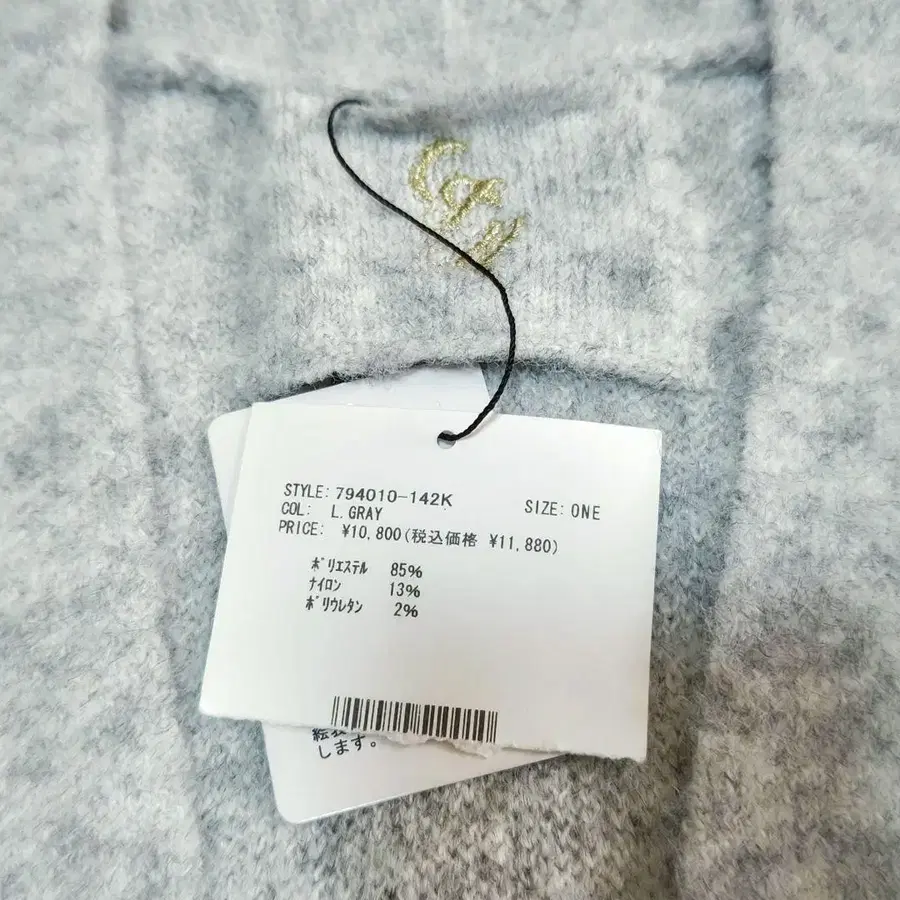 STYLE: 794010-142K SIZE: ONE
COL: L.GRAY
PRICE: ¥10,800(税込価格 ¥11,880)
ﾎﾟﾘｴｽﾃﾙ 85%
ﾅｲﾛﾝ 13%
ﾎﾟﾘｳﾚﾀﾝ 2%
します。